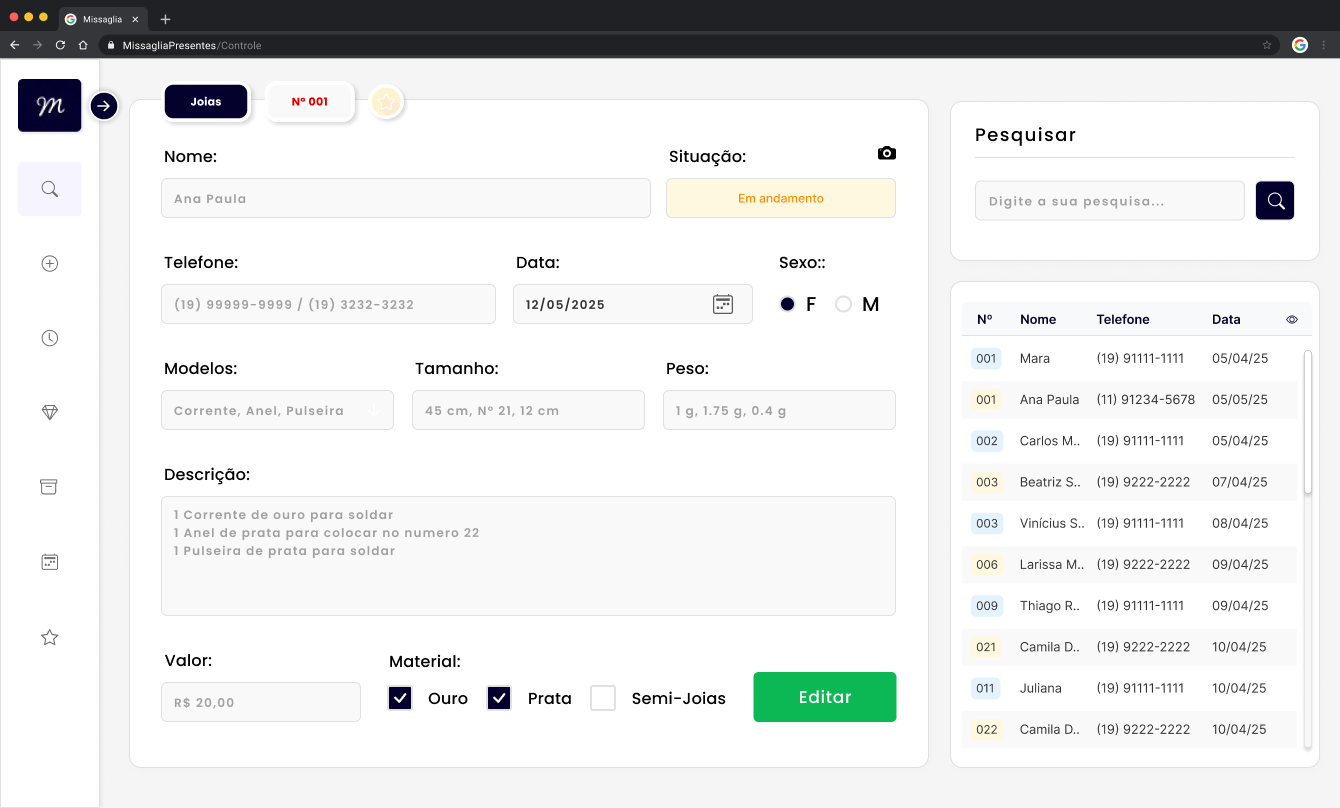 Missaglia
MissagliaPresentes/Controle
m
Joias
Nº 001
Nome:
Ana Paula
Situação:
Em andamento
Telefone:
(19) 99999-9999 / (19) 3232-3232
Data:
12/05/2025
Sexo::
F
M
Modelos:
Corrente, Anel, Pulseira
Tamanho:
45 cm, Nº 21, 12 cm
Peso:
1 g, 1.75 g, 0.4 g
Descrição:
1 Corrente de ouro para soldar
1 Anel de prata para colocar no numero 22
1 Pulseira de prata para soldar
Valor:
R$ 20,00
Material:
Ouro
Prata
Semi-Joias
Editar
Pesquisar
Digite a sua pesquisa...
Nº Nome Telefone Data
001 Mara (19) 91111-1111 05/04/25
001 Ana Paula (11) 91234-5678 05/05/25
002 Carlos M.. (19) 91111-1111 05/04/25
003 Beatriz S.. (19) 9222-2222 07/04/25
003 Vinícius S.. (19) 91111-1111 08/04/25
006 Larissa M.. (19) 9222-2222 09/04/25
009 Thiago R.. (19) 91111-1111 09/04/25
021 Camila D.. (19) 9222-2222 10/04/25
011 Juliana (19) 91111-1111 10/04/25
022 Camila D.. (19) 9222-2222 10/04/25